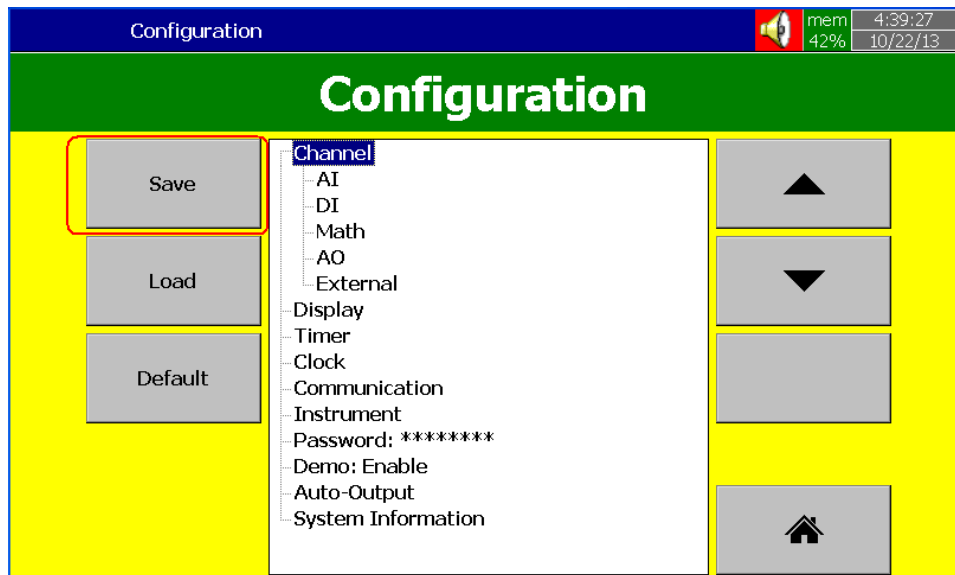 Configuration
mem 4:39:27
42% 10/22/13
Configuration
Save
Load
Default
Channel
AI
DI
Math
AO
External
Display
Timer
Clock
Communication
Instrument
Password: ********
Demo: Enable
Auto-Output
System Information